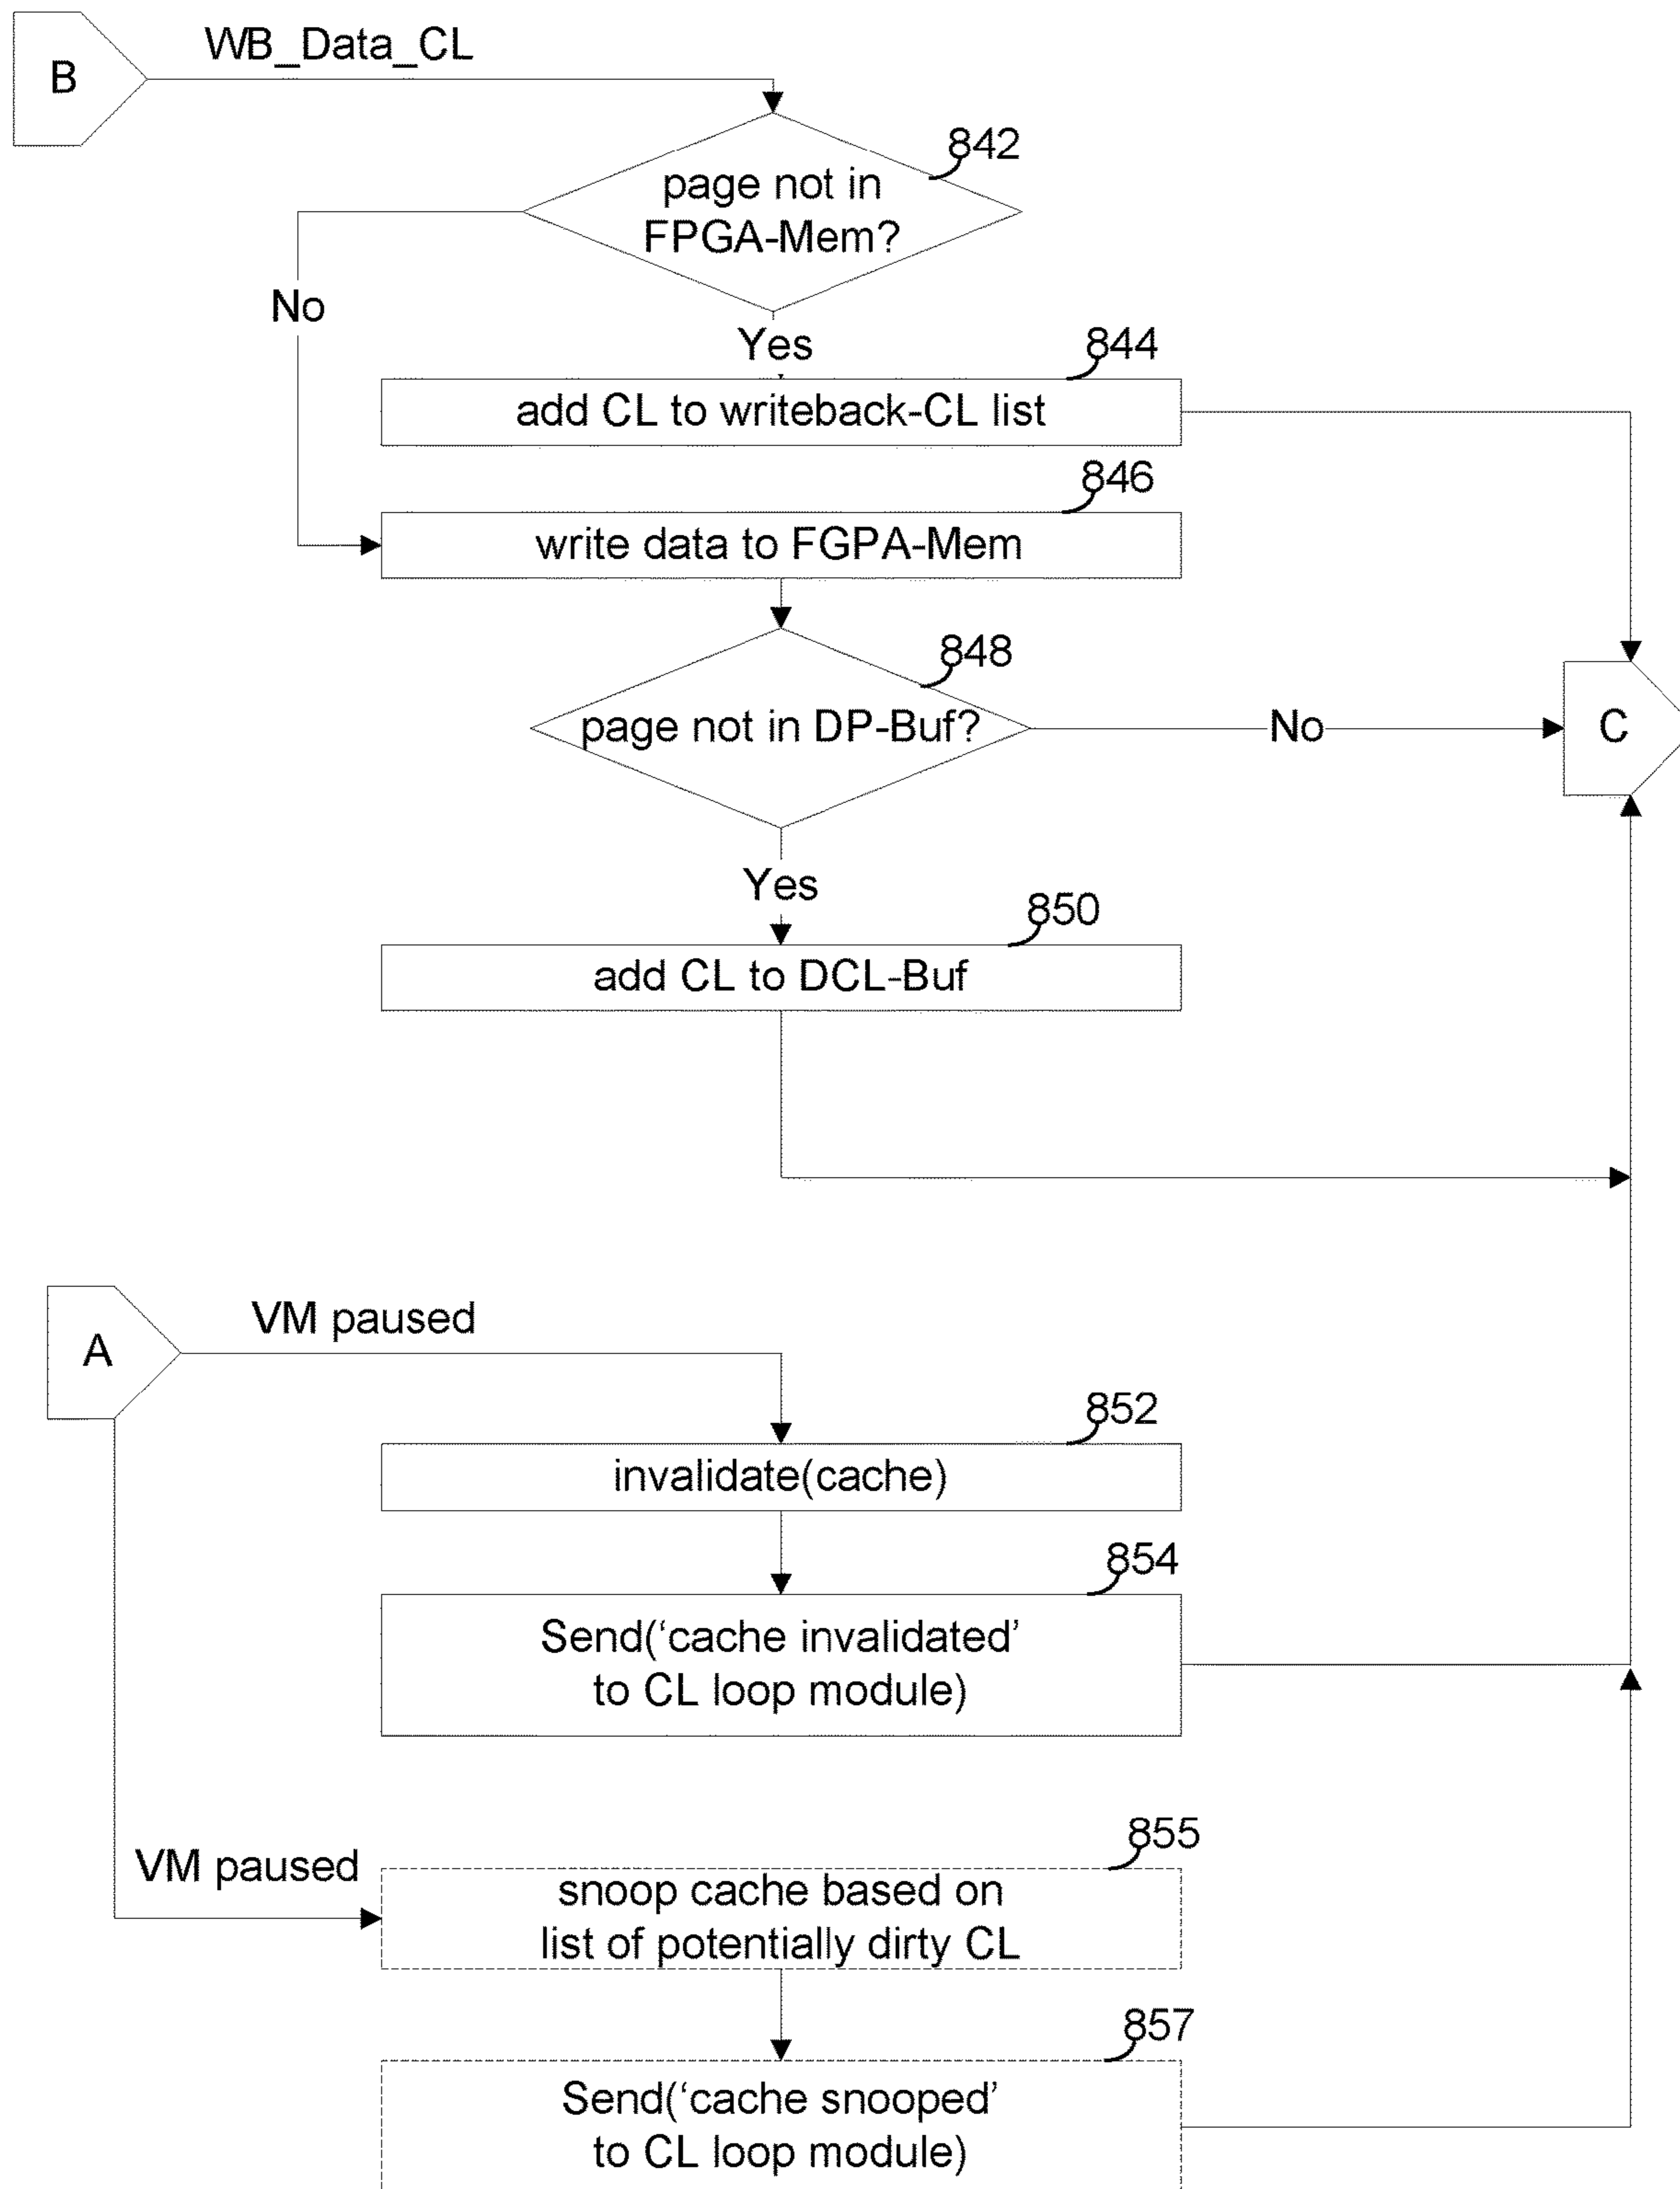 B
WB_Data_CL
842
page not in
FPGA-Mem?
No
Yes
844
add CL to writeback-CL list
846
write data to FGPA-Mem
848
page not in DP-Buf?
No
C
Yes
850
add CL to DCL-Buf
A
VM paused
852
invalidate(cache)
854
Send(‘cache invalidated’
to CL loop module)
855
VM paused
snoop cache based on
list of potentially dirty CL
857
Send(‘cache snooped’
to CL loop module)